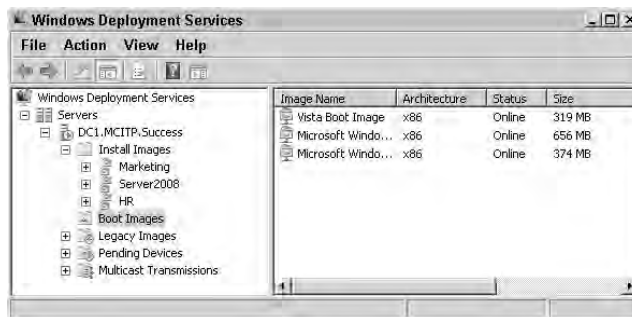 Windows Deployment Services
File Action View Help
Windows Deployment Services
Servers
DC1.MCITP.Success
Install Images
Marketing
Server2008
HR
Boot Images
Legacy Images
Pending Devices
Multicast Transmissions
Image Name Architecture Status Size
Vista Boot Image x86 Online 319 MB
Microsoft Windo... x86 Online 656 MB
Microsoft Windo... x86 Online 374 MB